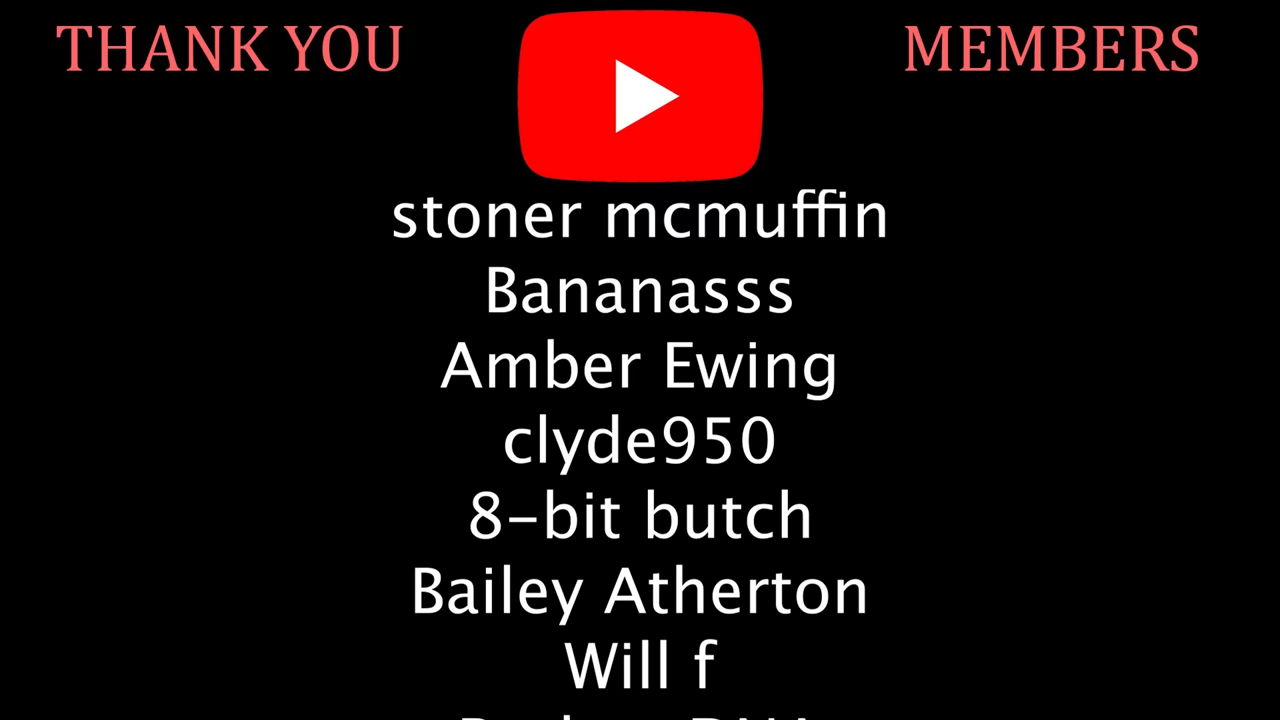 THANK YOU MEMBERS
stoner mcmuffin
Bananasss
Amber Ewing
clyde950
8-bit butch
Bailey Atherton
Will f